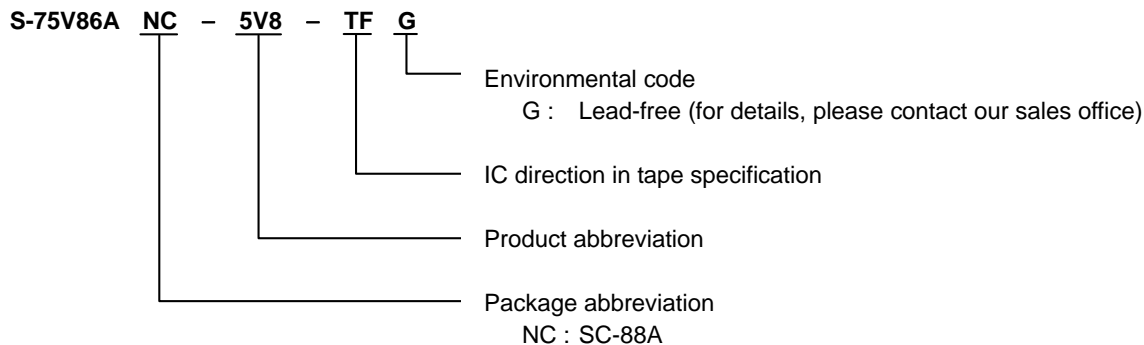 S-75V86A NC – 5V8 – TF G
Environmental code
G : Lead-free (for details, please contact our sales office)
IC direction in tape specification
Product abbreviation
Package abbreviation
NC : SC-88A